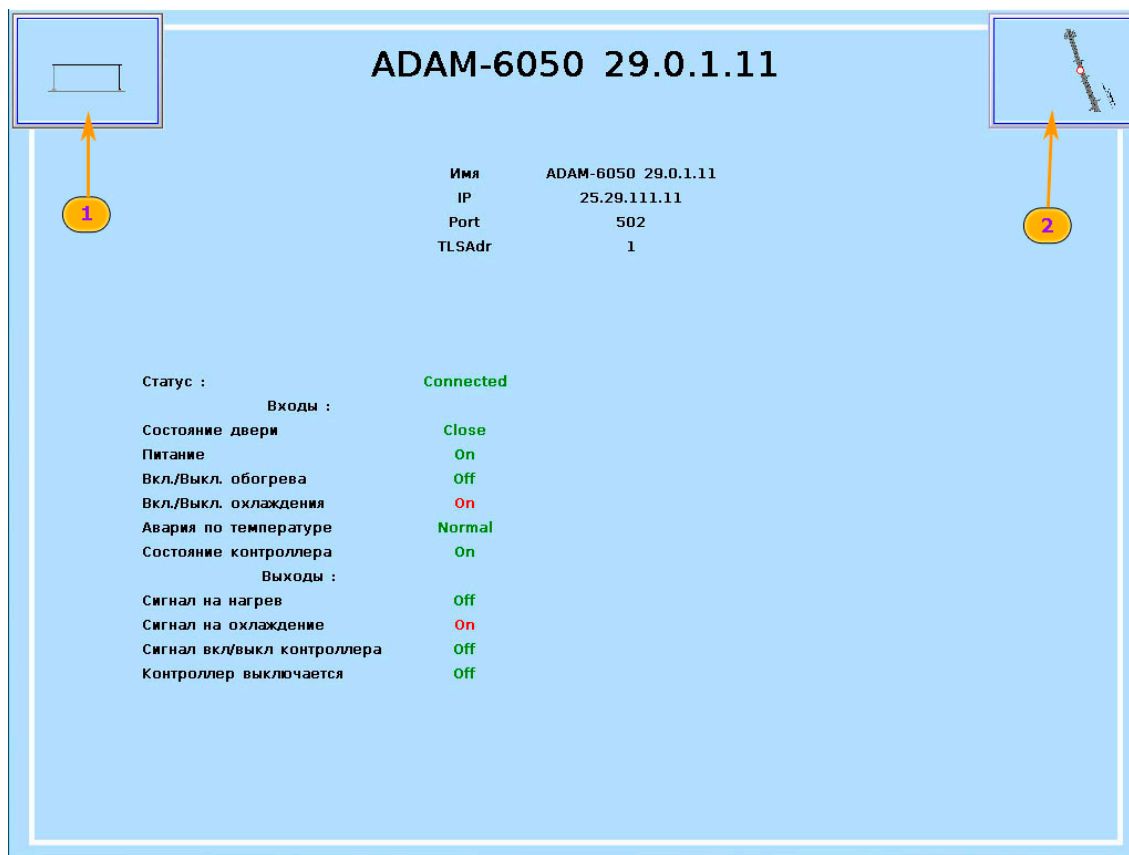 ADAM-6050 29.0.1.11
Имя ADAM-6050 29.0.1.11
IP 25.29.111.11
1
Port 502
2
TLSAdr 1
Статус : Connected
Входы :
Состояние двери Close
Питание On
Вкл./Выкл. обогрева Off
Вкл./Выкл. охлаждения On
Авария по температуре Normal
Состояние контроллера On
Выходы :
Сигнал на нагрев Off
Сигнал на охлаждение On
Сигнал вкл/выкл контроллера Off
Контроллер выключается Off